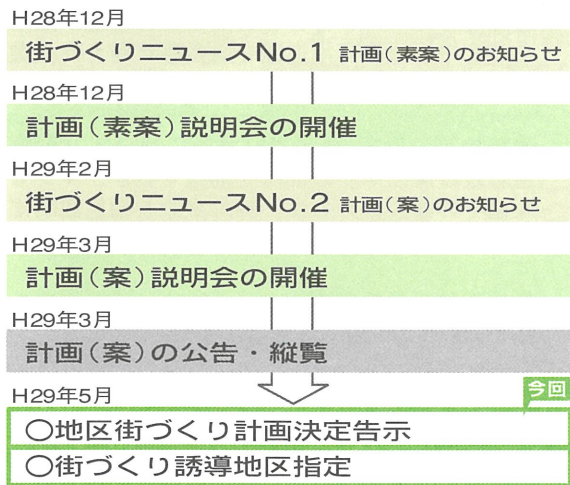 H28年12月
街づくりニュースNo.1 計画(素案)のお知らせ
H28年12月
計画(素案)説明会の開催
H29年2月
街づくりニュースNo.2 計画(案)のお知らせ
H29年3月
計画(案)説明会の開催
H29年3月
計画(案)の公告・縦覧
H29年5月
今回
○地区街づくり計画決定告示
○街づくり誘導地区指定